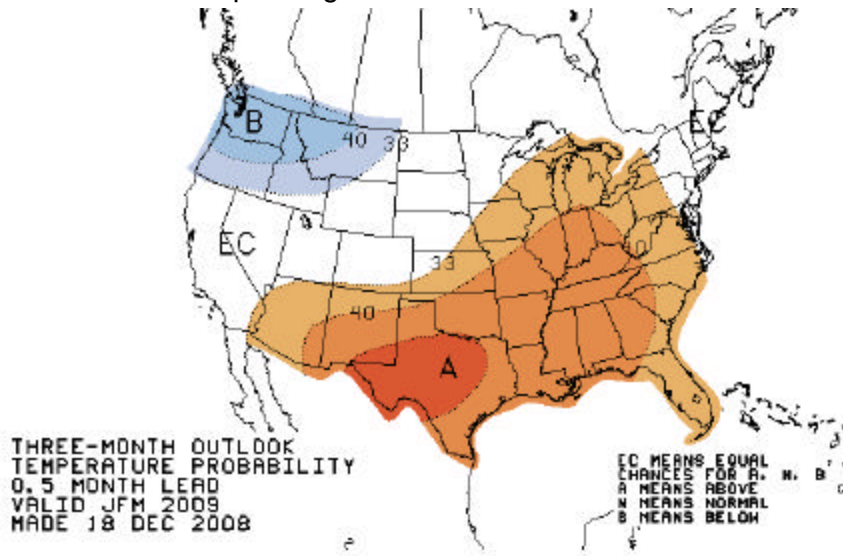 B
40 33
EC
EC
33
40
40
A
THREE-MONTH OUTLOOK
TEMPERATURE PROBABILITY
0.5 MONTH LEAD
VALID JFM 2009
MADE 18 DEC 2008
EC MEANS EQUAL
CHANCES FOR A, N, B
A MEANS ABOVE
N MEANS NORMAL
B MEANS BELOW